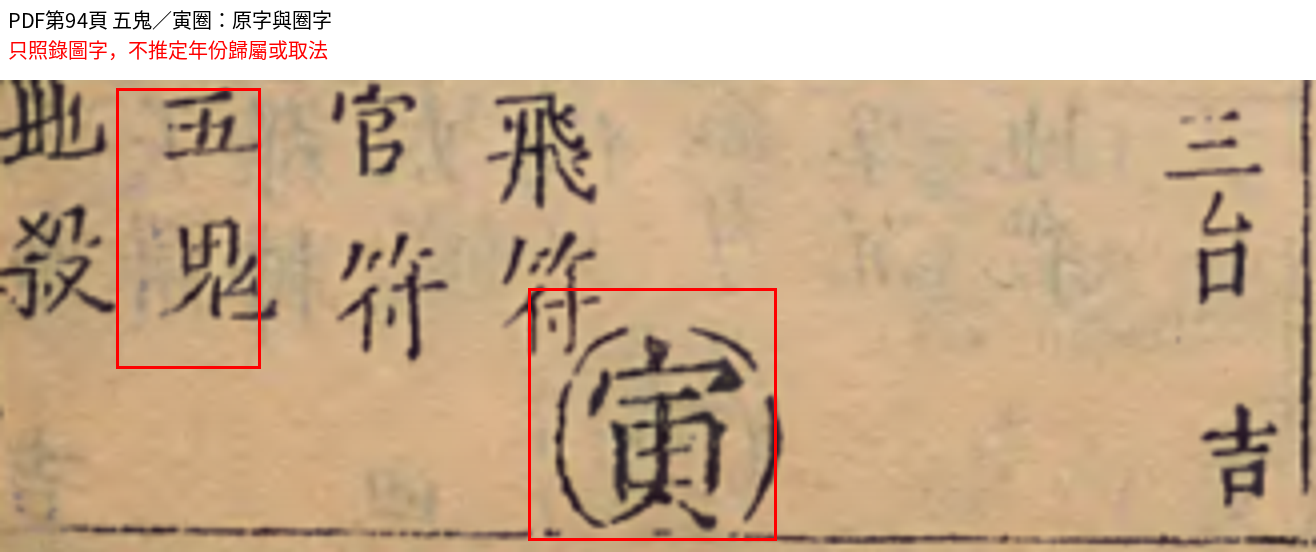 PDF第94頁 五鬼／寅圈：原字與圈字
只照錄圖字，不推定年份歸屬或取法
三台 吉
飛符
寅
官符
五鬼
地殺